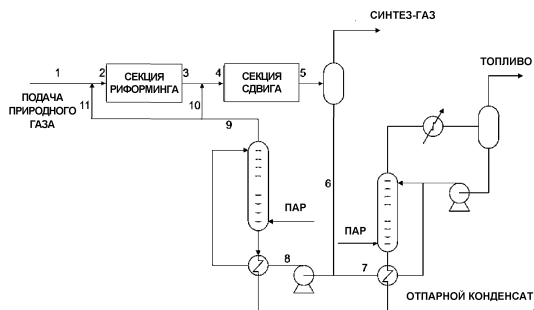 СИНТЕЗ-ГАЗ
ТОПЛИВО
1
2
СЕКЦИЯ
РИФОРМИНГА
3
4
СЕКЦИЯ
СДВИГА
5
ПОДАЧА
ПРИРОДНОГО
ГАЗА
11
10
9
6
ПАР
ПАР
8
7
ОТПАРНОЙ КОНДЕНСАТ